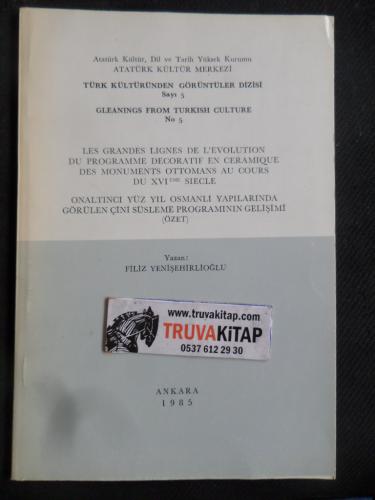 Atatürk Kültür, Dil ve Tarih Yüksek Kurumu
ATATÜRK KÜLTÜR MERKEZİ
TÜRK KÜLTÜRÜNDEN GÖRÜNTÜLER DİZİSİ
Sayı 5
GLEANINGS FROM TURKISH CULTURE
No 5
LES GRANDES LIGNES DE L'EVOLUTION
DU PROGRAMME DECORATIF EN CERAMIQUE
DES MONUMENTS OTTOMANS AU COURS
DU XVIEME SIECLE
ONALTINCI YÜZ YIL OSMANLI YAPILARINDA
GÖRÜLEN ÇİNİ SÜSLEME PROGRAMININ GELİŞİMİ
(ÖZET)
Yazan:
FİLİZ YENİŞEHİRLİOĞLU
www.truvakitap.com
TRUVAKiTAP
0537 612 29 30
ANKARA
1985